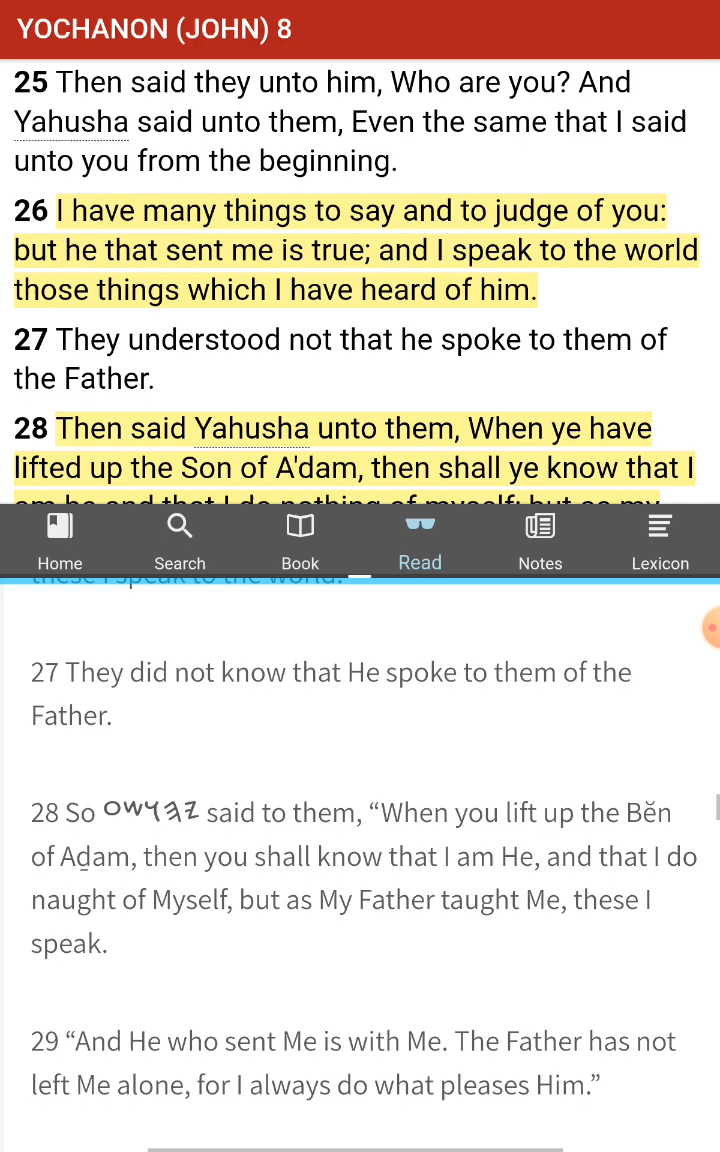 YOCHANON (JOHN) 8
25 Then said they unto him, Who are you? And
Yahusha said unto them, Even the same that I said
unto you from the beginning.
26 I have many things to say and to judge of you:
but he that sent me is true; and I speak to the world
those things which I have heard of him.
27 They understood not that he spoke to them of
the Father.
28 Then said Yahusha unto them, When ye have
lifted up the Son of A'dam, then shall ye know that I
Home Search Book Read Notes Lexicon
27 They did not know that He spoke to them of the
Father.
28 So 𐤉𐤄𐤅𐤔𐤏 said to them, “When you lift up the Bĕn
of Aḏam, then you shall know that I am He, and that I do
naught of Myself, but as My Father taught Me, these I
speak.
29 “And He who sent Me is with Me. The Father has not
left Me alone, for I always do what pleases Him.”